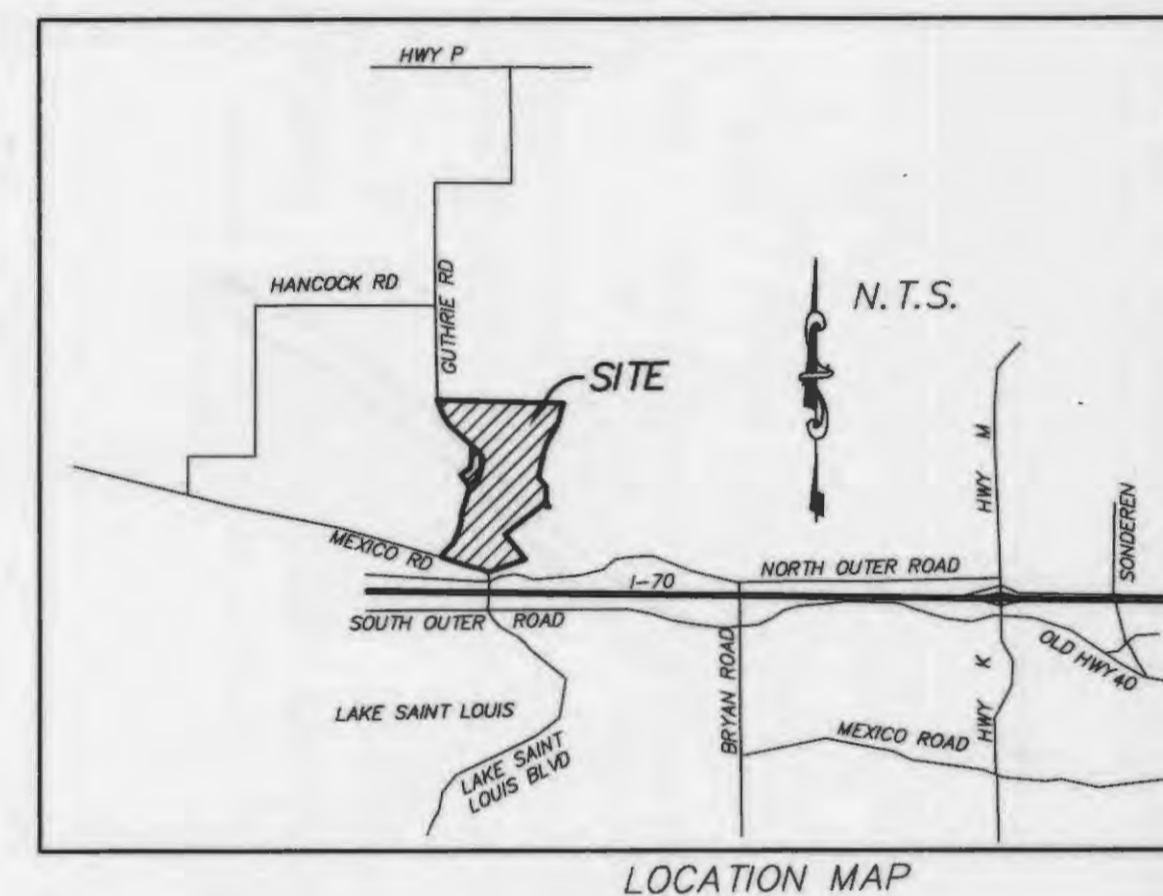 HWY P
HANCOCK RD
GUTHRIE RD
N.T.S.
SITE
HWY M
SONDEREN
MEXICO RD
I-70
NORTH OUTER ROAD
SOUTH OUTER ROAD
OLD HWY 40
LAKE SAINT LOUIS
BRYAN ROAD
HWY K
MEXICO ROAD
LAKE SAINT
LOUIS BLVD
LOCATION MAP